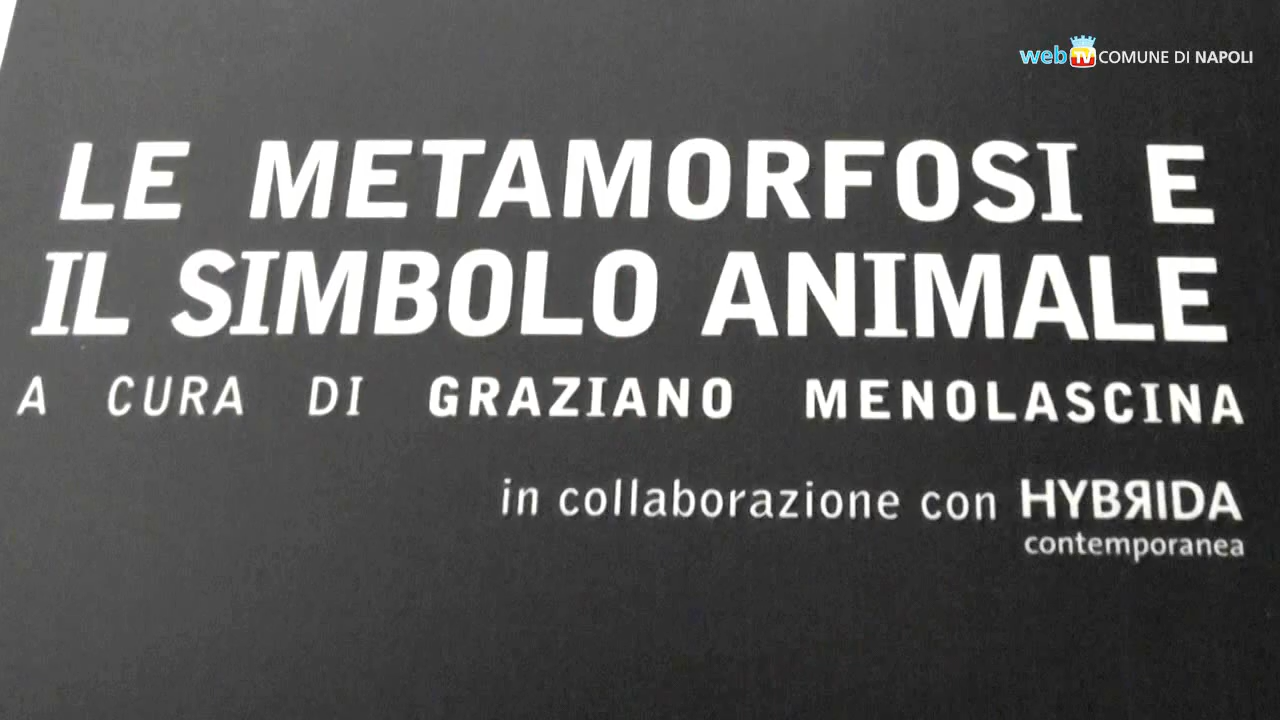 web TV COMUNE DI NAPOLI
LE METAMORFOSI E
IL SIMBOLO ANIMALE
A CURA DI GRAZIANO MENOLASCINA
in collaborazione con HYBЯIDA
contemporanea